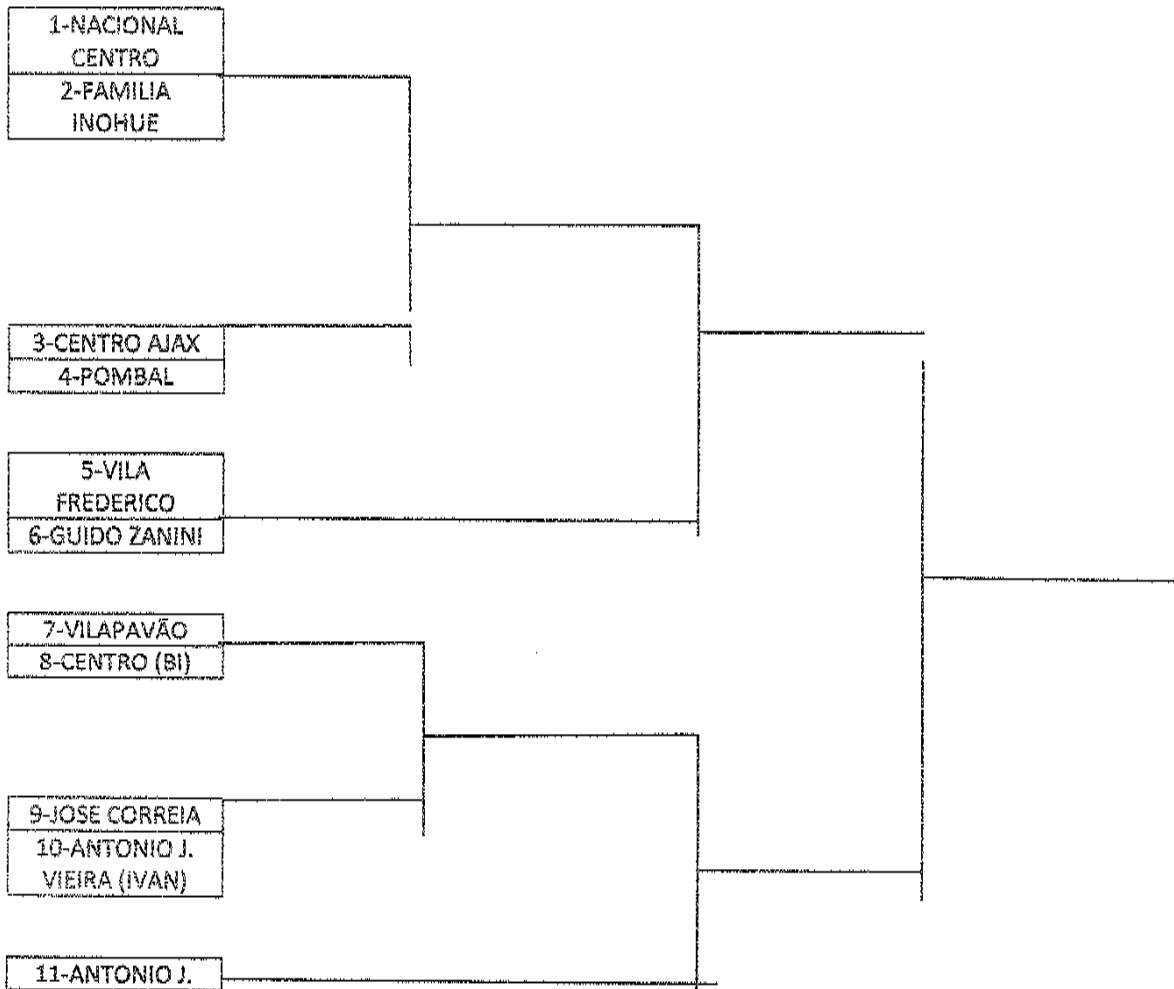 1-NACIONAL
CENTRO
2-FAMILIA
INOHUE
3-CENTRO AJAX
4-POMBAL
5-VILA
FREDERICO
6-GUIDO ZANINI
7-VILAPAVÃO
8-CENTRO (BI)
9-JOSE CORREIA
10-ANTONIO J.
VIEIRA (IVAN)
11-ANTONIO J.